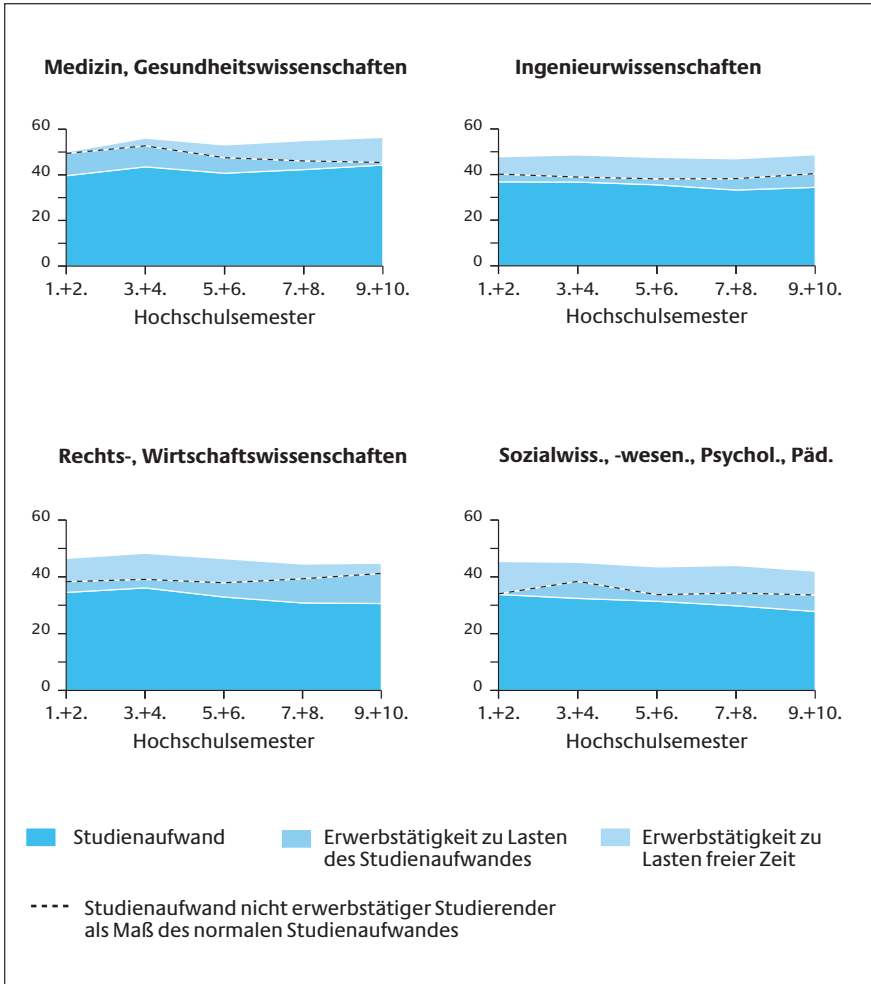 Medizin, Gesundheitswissenschaften
60
40
20
0
1.+2. 3.+4. 5.+6. 7.+8. 9.+10.
Hochschulsemester
Ingenieurwissenschaften
60
40
20
0
1.+2. 3.+4. 5.+6. 7.+8. 9.+10.
Hochschulsemester
Rechts-, Wirtschaftswissenschaften
60
40
20
0
1.+2. 3.+4. 5.+6. 7.+8. 9.+10.
Hochschulsemester
Sozialwiss., -wesen., Psychol., Päd.
60
40
20
0
1.+2. 3.+4. 5.+6. 7.+8. 9.+10.
Hochschulsemester
Studienaufwand
Erwerbstätigkeit zu Lasten
des Studienaufwandes
Erwerbstätigkeit zu
Lasten freier Zeit
Studienaufwand nicht erwerbstätiger Studierender
als Maß des normalen Studienaufwandes